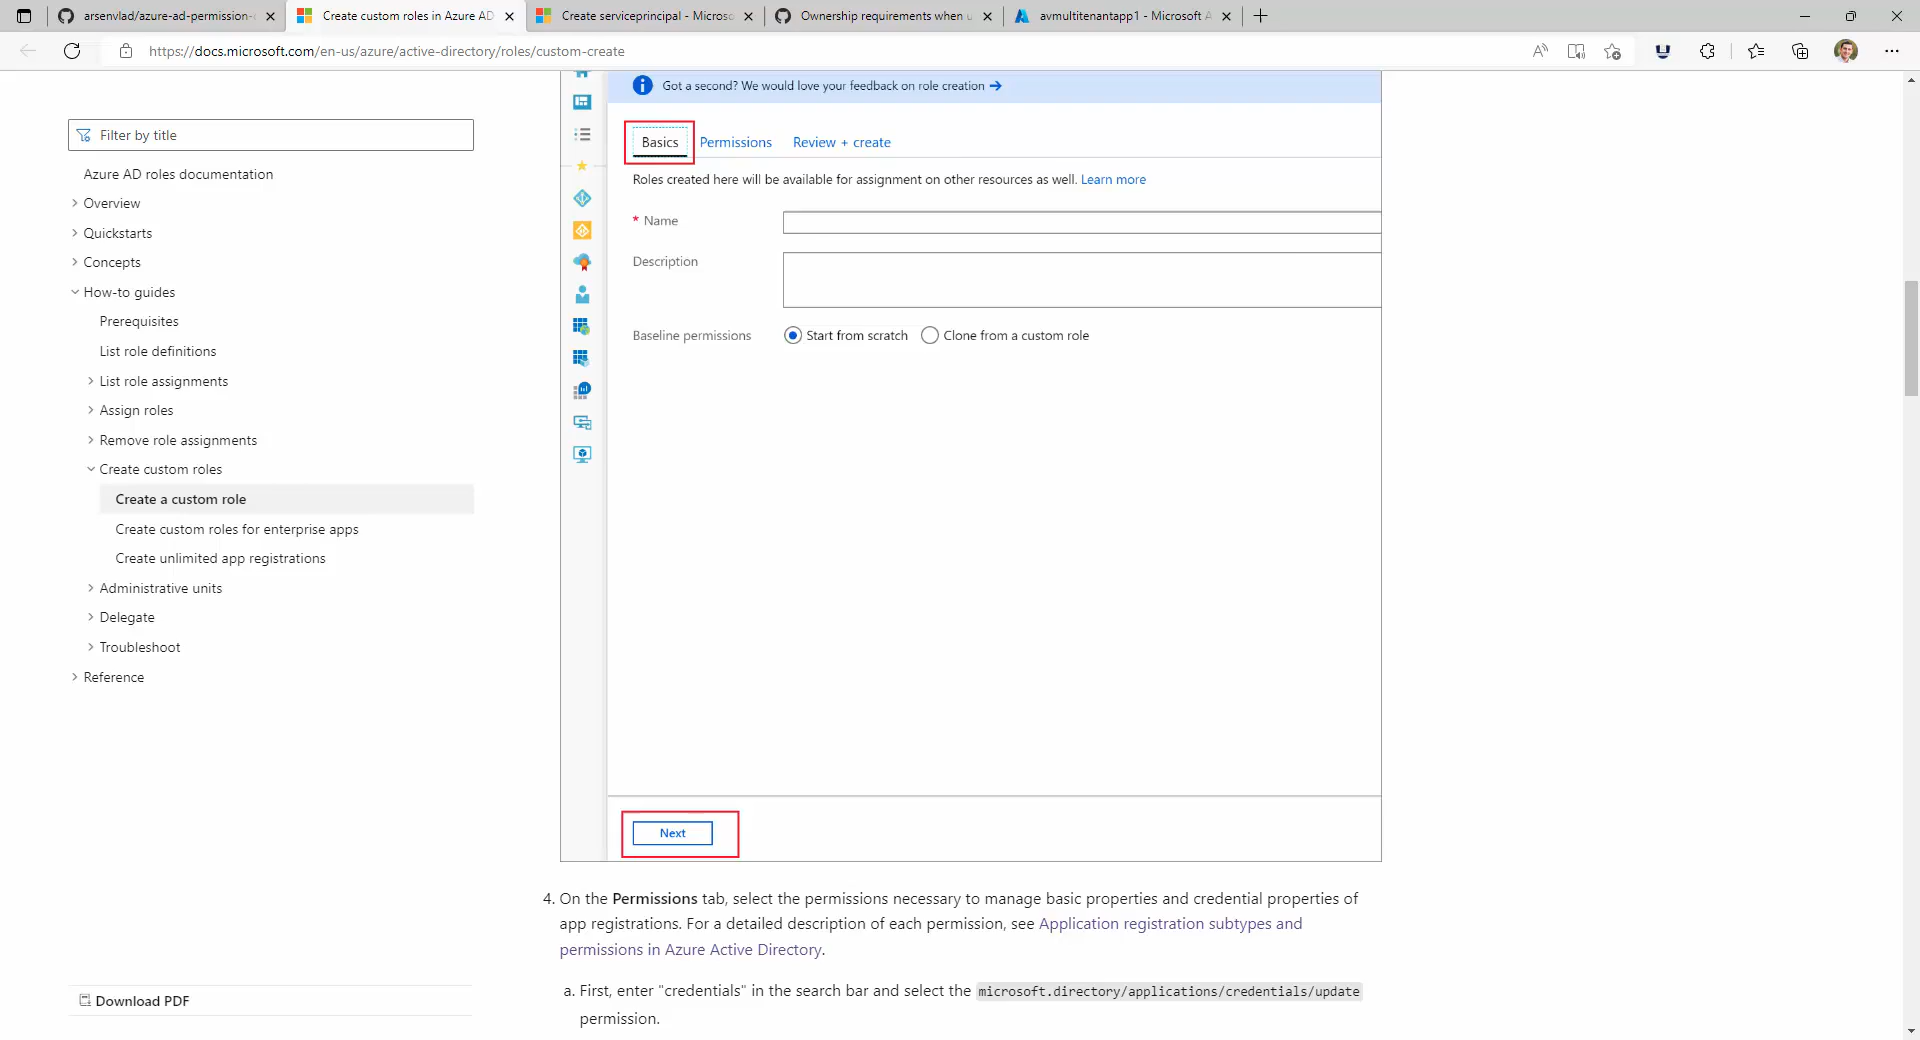 arsenvlad/azure-ad-permission-
Create custom roles in Azure AD
Create serviceprincipal - Microso
Ownership requirements when u
avmultitenantapp1 - Microsoft A
https://docs.microsoft.com/en-us/azure/active-directory/roles/custom-create
Filter by title
Azure AD roles documentation
Overview
Quickstarts
Concepts
How-to guides
Prerequisites
List role definitions
List role assignments
Assign roles
Remove role assignments
Create custom roles
Create a custom role
Create custom roles for enterprise apps
Create unlimited app registrations
Administrative units
Delegate
Troubleshoot
Reference
Download PDF
Got a second? We would love your feedback on role creation →
Basics Permissions Review + create
Roles created here will be available for assignment on other resources as well. Learn more
* Name
Description
Baseline permissions Start from scratch Clone from a custom role
Next
4. On the Permissions tab, select the permissions necessary to manage basic properties and credential properties of
app registrations. For a detailed description of each permission, see Application registration subtypes and
permissions in Azure Active Directory.
a. First, enter "credentials" in the search bar and select the microsoft.directory/applications/credentials/update
permission.